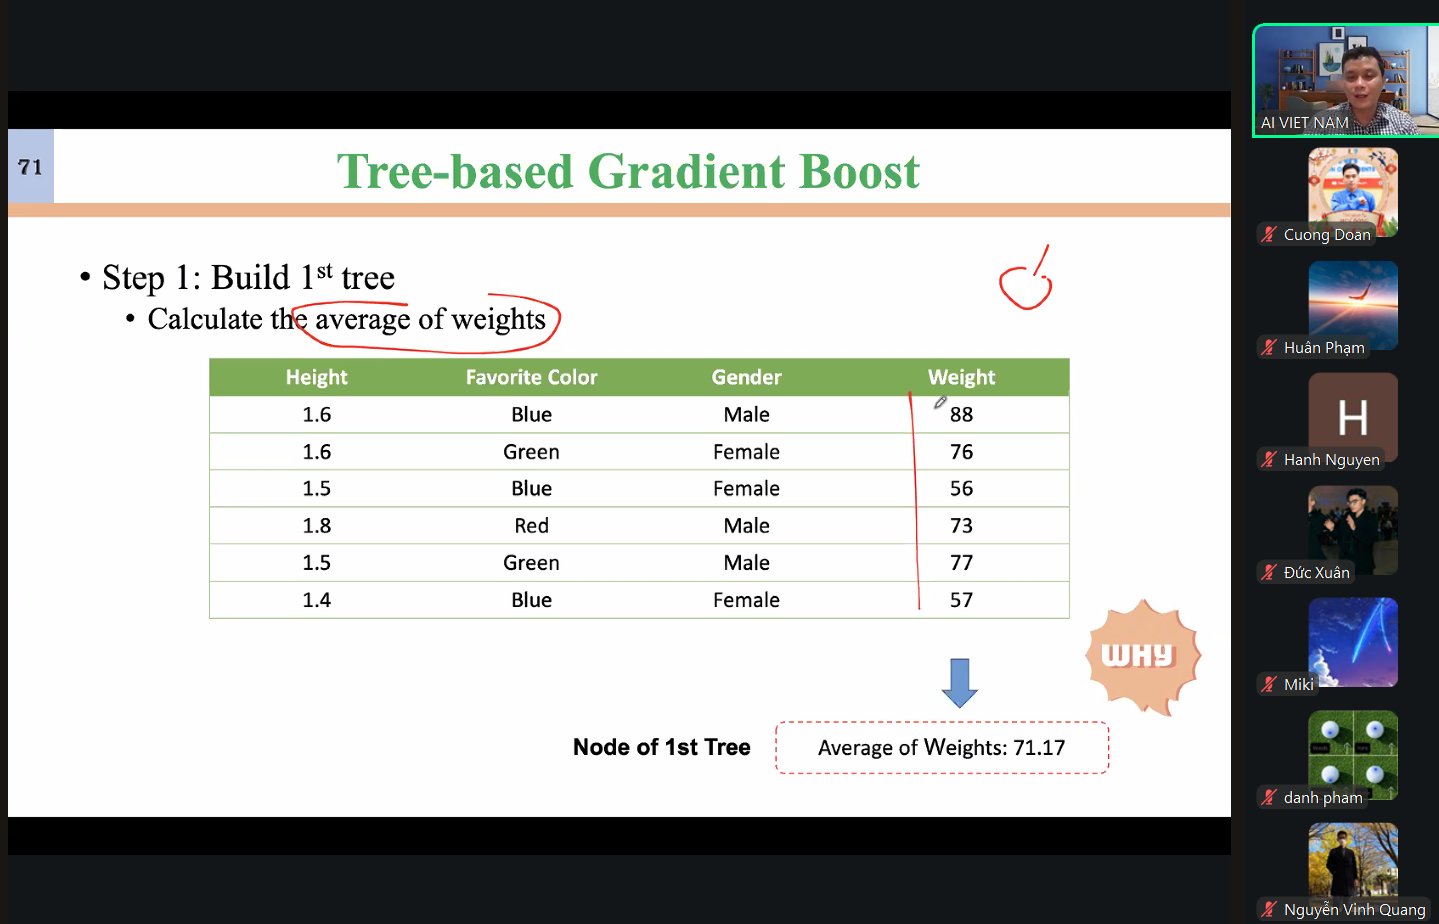 71
Tree-based Gradient Boost
• Step 1: Build 1st tree
• Calculate the average of weights
Height Favorite Color Gender Weight
1.6 Blue Male 88
1.6 Green Female 76
1.5 Blue Female 56
1.8 Red Male 73
1.5 Green Male 77
1.4 Blue Female 57
WHY
Node of 1st Tree
Average of Weights: 71.17
AI VIET NAM
Cuong Doan
Huân Phạm
H
Hanh Nguyen
Đức Xuân
Miki
danh pham
Nguyễn Vinh Quang